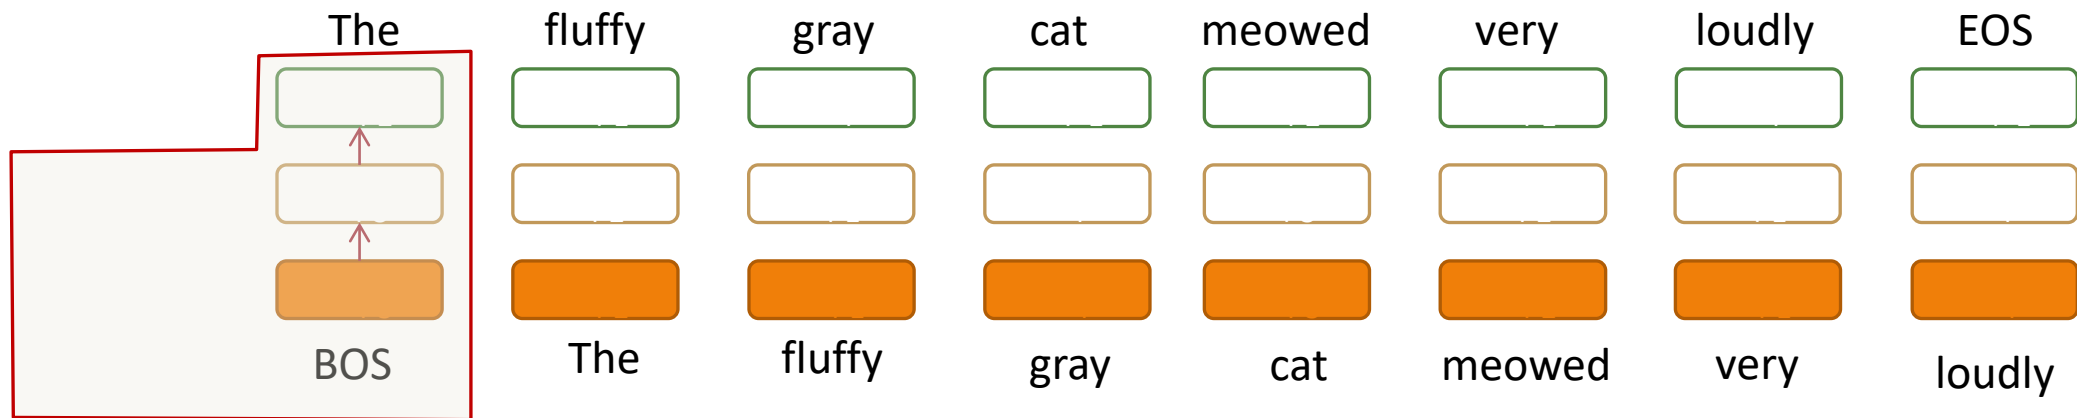 The fluffy gray cat meowed very loudly EOS
BOS The fluffy gray cat meowed very loudly